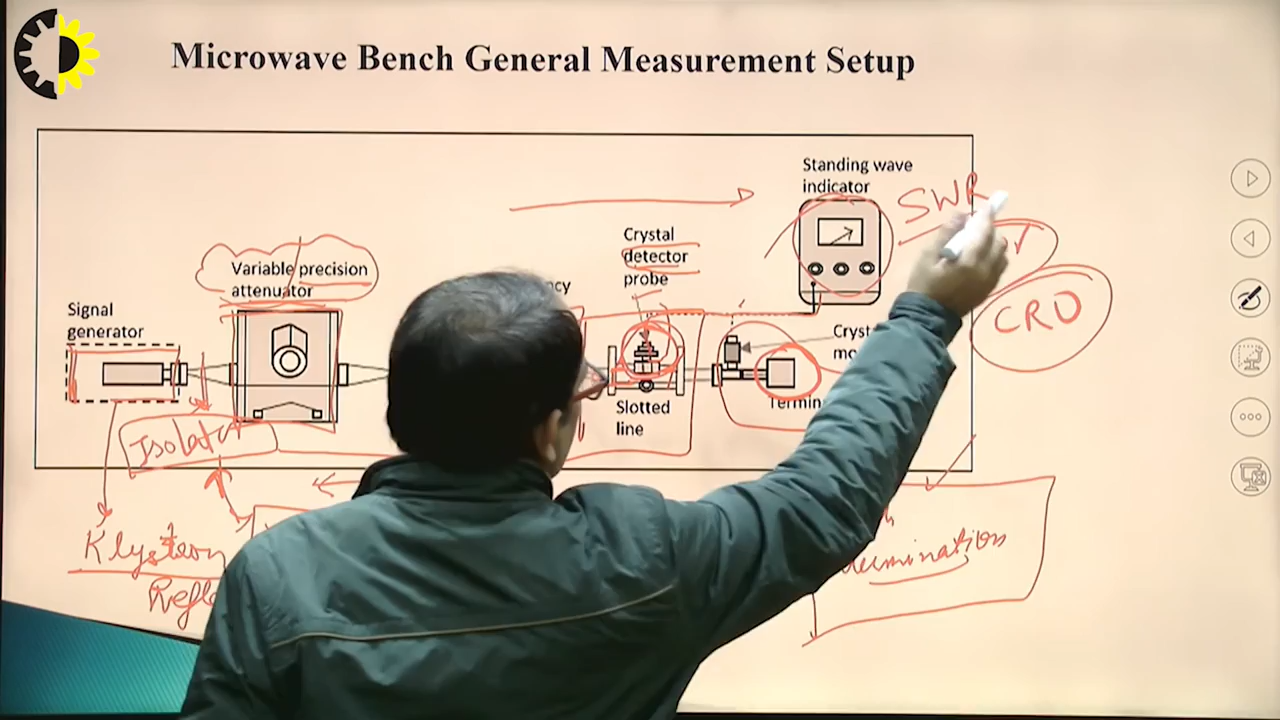 Microwave Bench General Measurement Setup
Standing wave
indicator
SWR
Crystal
detector
probe
Variable precision
attenuator
Signal
generator
CRO
Slotted
line
Isolator
Klystron